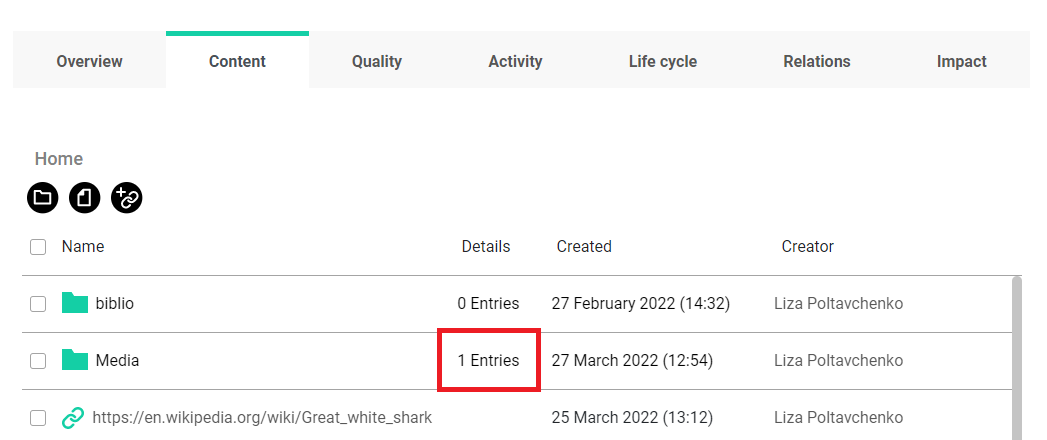 Overview Content Quality Activity Life cycle Relations Impact
Home
Name Details Created Creator
biblio 0 Entries 27 February 2022 (14:32) Liza Poltavchenko
Media 1 Entries 27 March 2022 (12:54) Liza Poltavchenko
https://en.wikipedia.org/wiki/Great_white_shark 25 March 2022 (13:12) Liza Poltavchenko